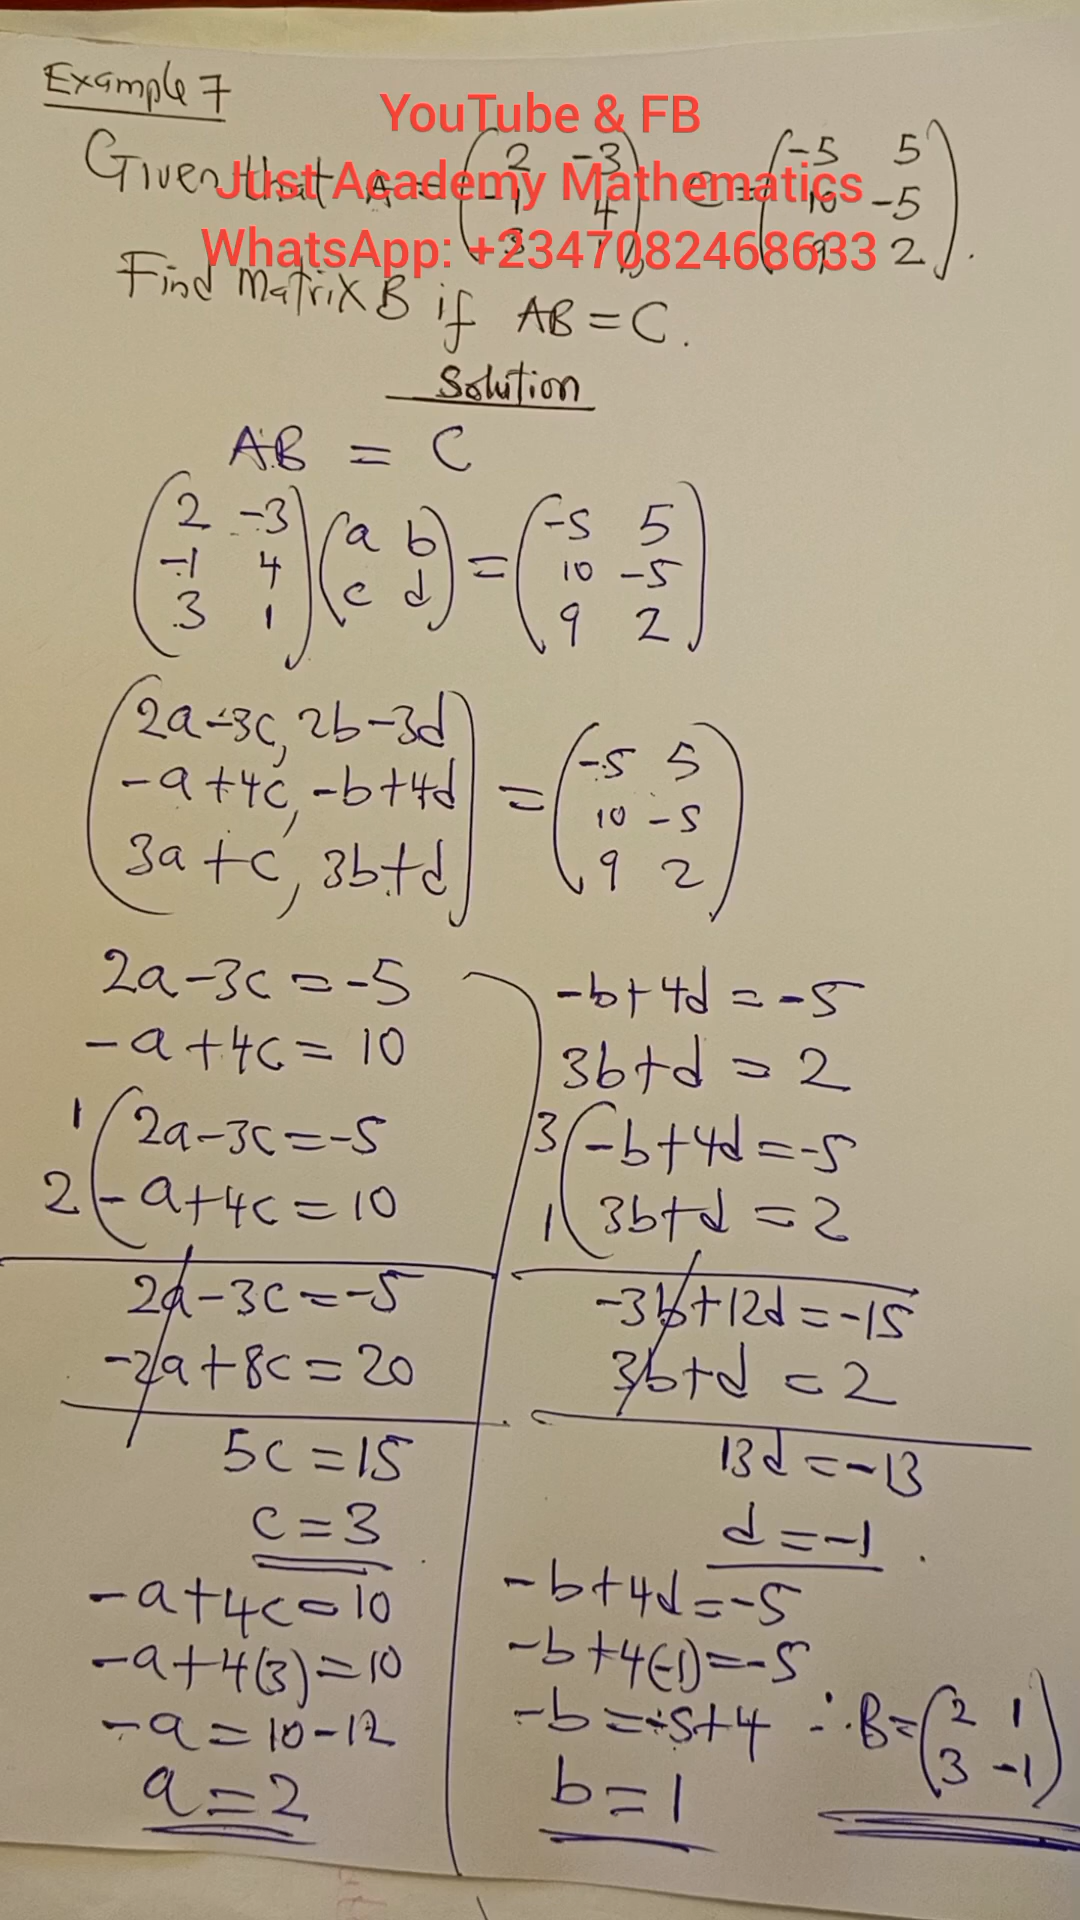 Example 7
YouTube & FB
Given that A = (2 -3 C = (-5 5
Just Academy Mathematics
-1 4 10 -5
WhatsApp: +2347082468633
3 1) 9 2).
Find Matrix B if AB = C.
Solution
AB = C
(2 -3) (a b) = (-5 5)
-1 4 c d 10 -5
3 1 9 2
(2a-3c, 2b-3d) = (-5 5)
-a+4c, -b+4d 10 -5
3a+c, 3b+d 9 2
2a-3c=-5
-a+4c=10
1 (2a-3c=-5
2 (-a+4c=10
2a-3c=-5
-2a+8c=20
5c=15
c=3
-a+4c=10
-a+4(3)=10
-a=10-12
a=2
-b+4d=-5
3b+d=2
3 (-b+4d=-5
1 (3b+d=2
-3b+12d=-15
3b+d=2
13d=-13
d=-1
-b+4d=-5
-b+4(-1)=-5
-b=-5+4
b=1
∴ B=(2 1)
3 -1